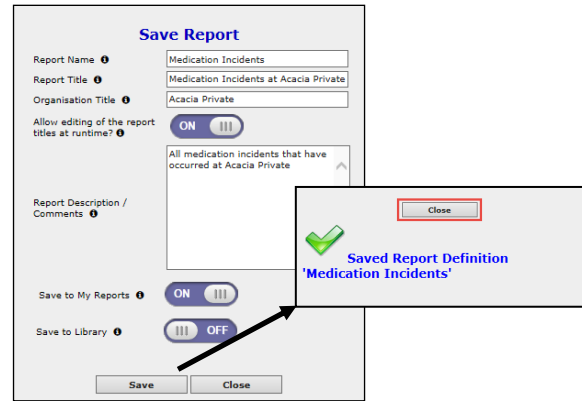 Save Report
Report Name
Medication Incidents
Report Title
Medication Incidents at Acacia Private
Organisation Title
Acacia Private
Allow editing of the report
titles at runtime?
ON
All medication incidents that have
occurred at Acacia Private
Report Description /
Comments
Save to My Reports
ON
Save to Library
OFF
Save
Close
Close
Saved Report Definition
'Medication Incidents'